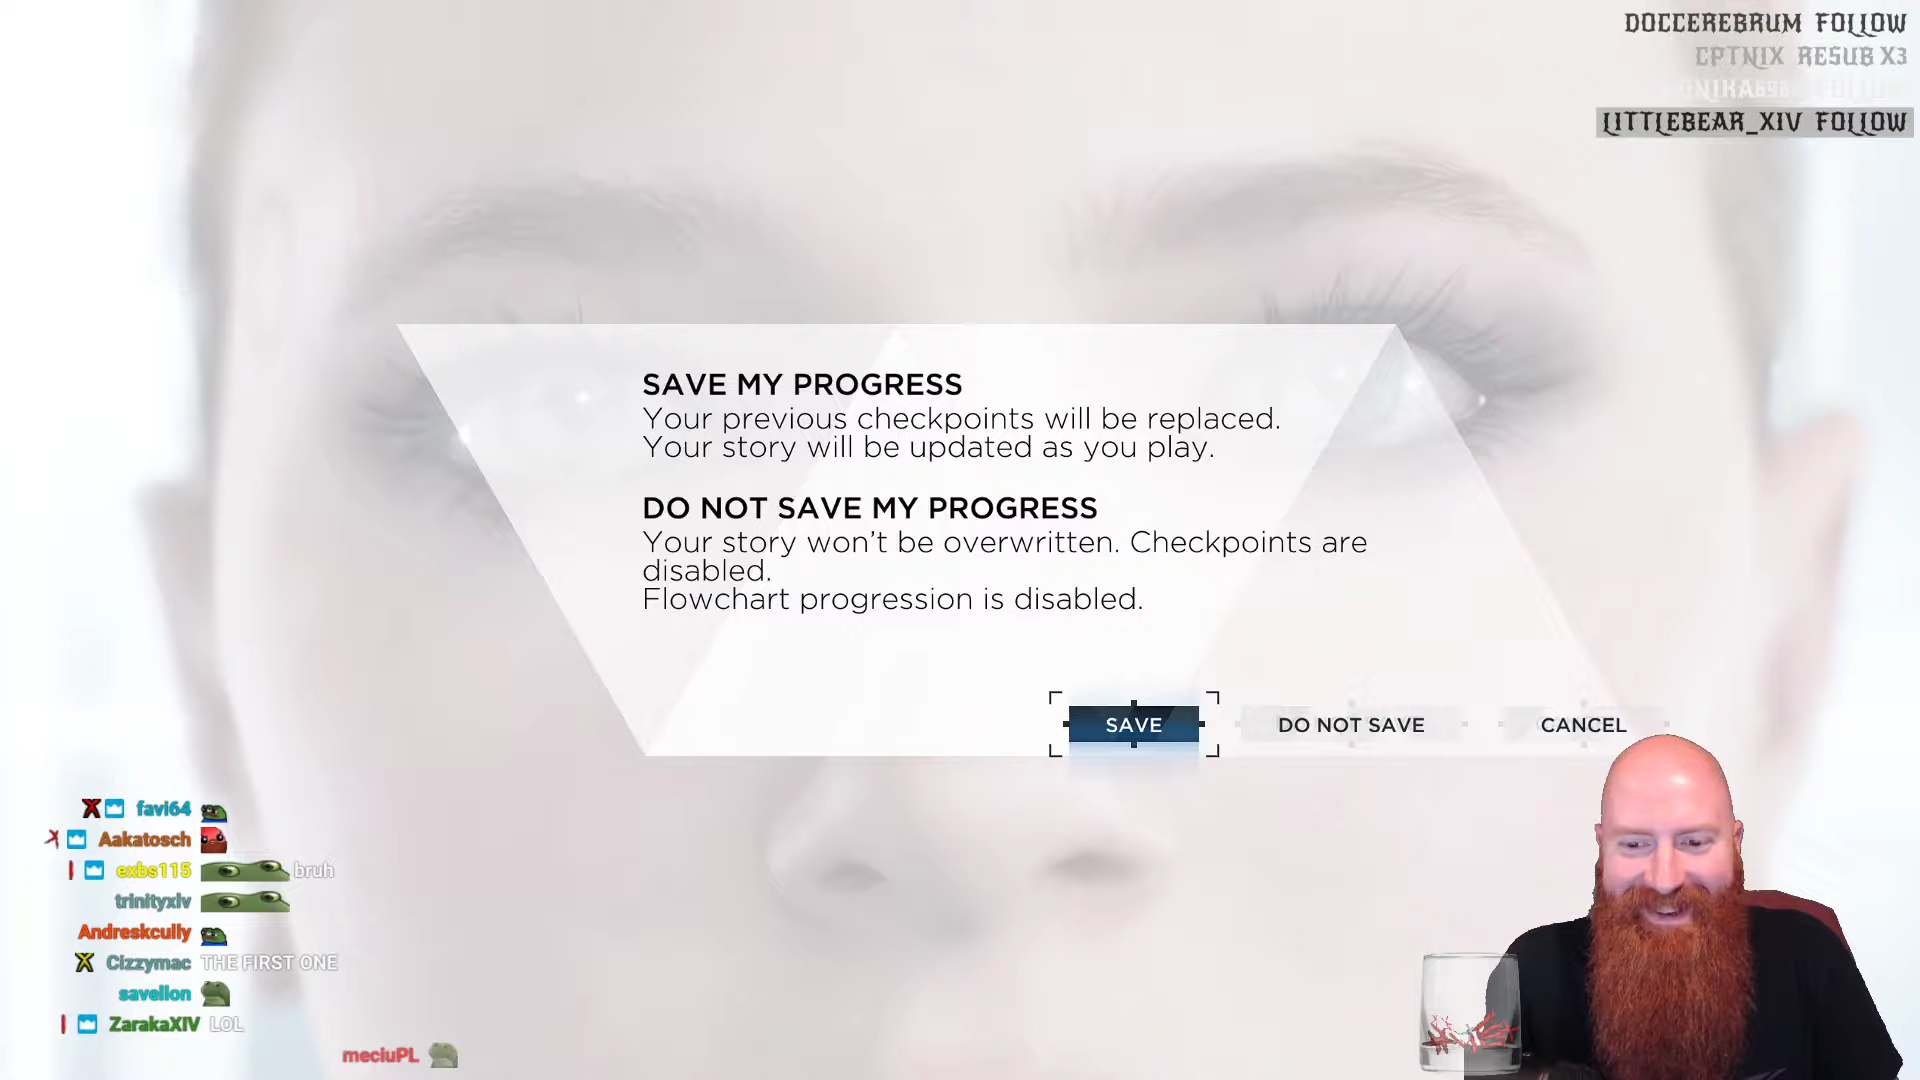 DOCCEREBRUM FOLLOW
CPTNIX RESUB X3
LITTLEBEAR_XIV FOLLOW
SAVE MY PROGRESS
Your previous checkpoints will be replaced.
Your story will be updated as you play.
DO NOT SAVE MY PROGRESS
Your story won't be overwritten. Checkpoints are
disabled.
Flowchart progression is disabled.
SAVE
DO NOT SAVE
CANCEL
favi64
Aakatosch
exbs115 bruh
trinityxiv
Andreskcully
Cizzymac THE FIRST ONE
savelion
ZarakaXIV LOL
meciuPL